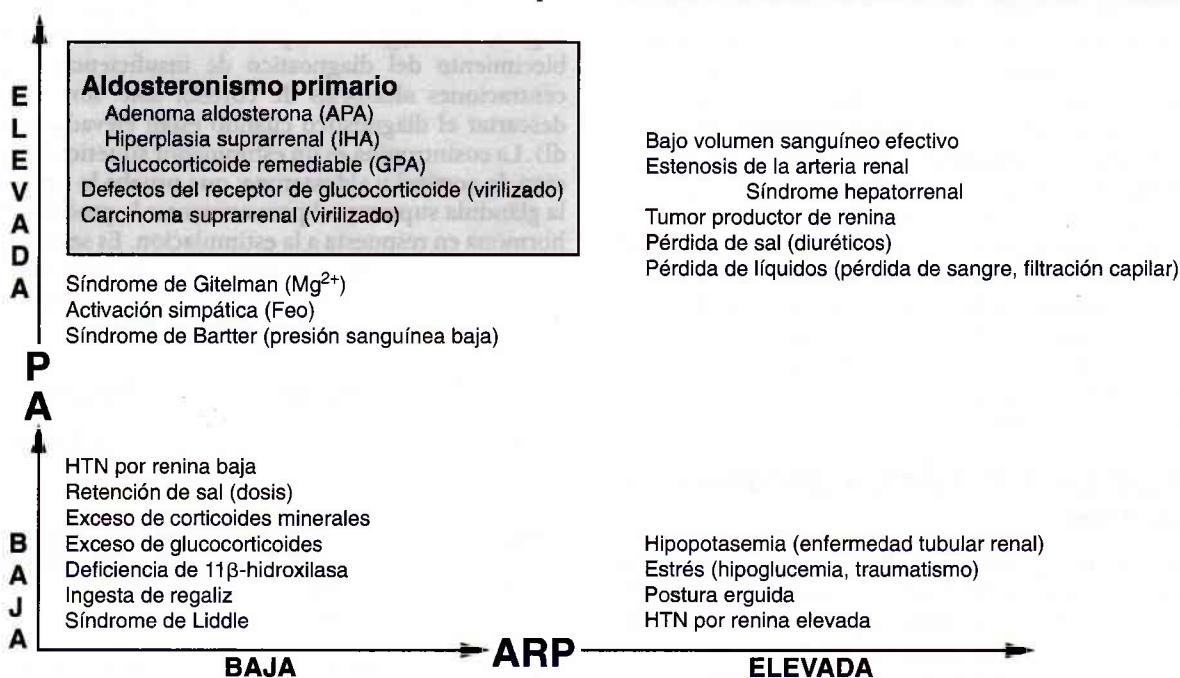 ELEVADA
Aldosteronismo primario
Adenoma aldosterona (APA)
Hiperplasia suprarrenal (IHA)
Glucocorticoide remediable (GPA)
Defectos del receptor de glucocorticoide (virilizado)
Carcinoma suprarrenal (virilizado)
Síndrome de Gitelman (Mg2+)
Activación simpática (Feo)
Síndrome de Bartter (presión sanguínea baja)
Bajo volumen sanguíneo efectivo
Estenosis de la arteria renal
Síndrome hepatorrenal
Tumor productor de renina
Pérdida de sal (diuréticos)
Pérdida de líquidos (pérdida de sangre, filtración capilar)
PA
BAJA
HTN por renina baja
Retención de sal (dosis)
Exceso de corticoides minerales
Exceso de glucocorticoides
Deficiencia de 11β-hidroxilasa
Ingesta de regaliz
Síndrome de Liddle
Hipopotasemia (enfermedad tubular renal)
Estrés (hipoglucemia, traumatismo)
Postura erguida
HTN por renina elevada
BAJA
ARP
ELEVADA